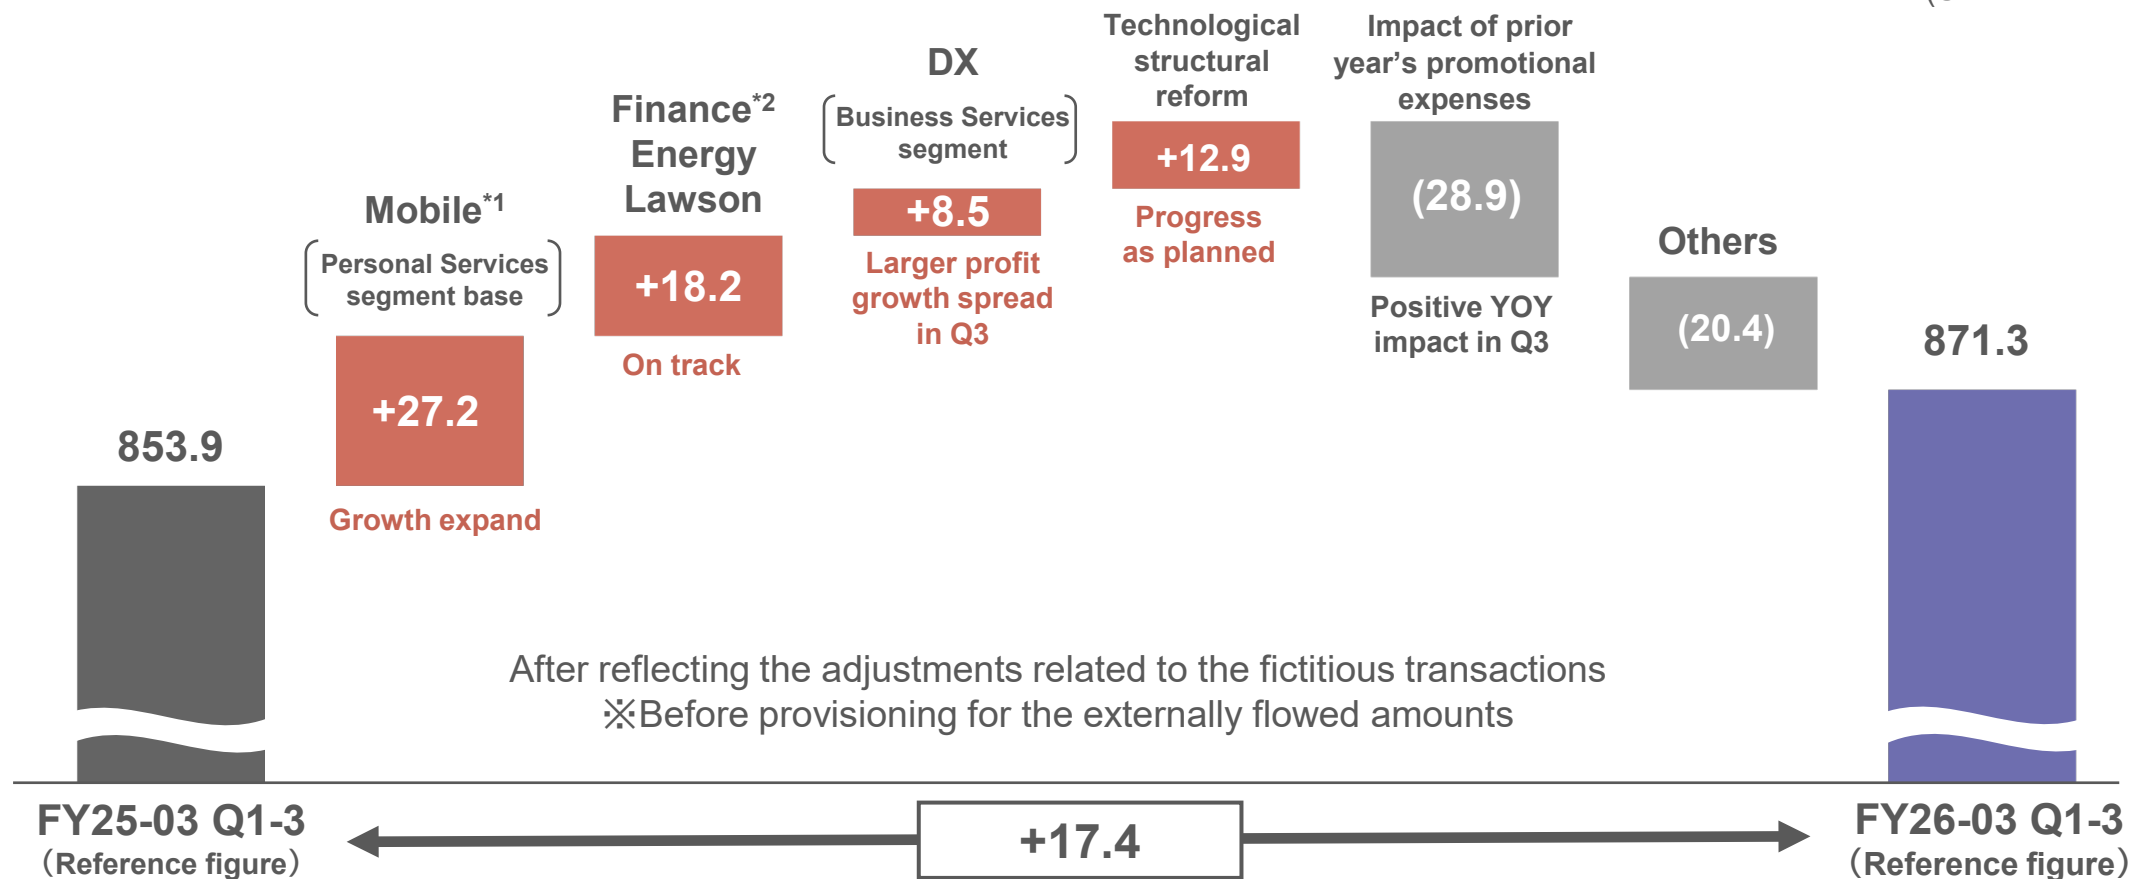 Mobile*1
Personal Services
segment base
+27.2
Growth expand
Finance*2
Energy
Lawson
+18.2
On track
DX
Business Services
segment
+8.5
Larger profit
growth spread
in Q3
Technological
structural
reform
+12.9
Progress
as planned
Impact of prior
year’s promotional
expenses
(28.9)
Positive YOY
impact in Q3
Others
(20.4)
853.9
871.3
After reflecting the adjustments related to the fictitious transactions
※Before provisioning for the externally flowed amounts
FY25-03 Q1-3
（Reference figure）
+17.4
FY26-03 Q1-3
（Reference figure）